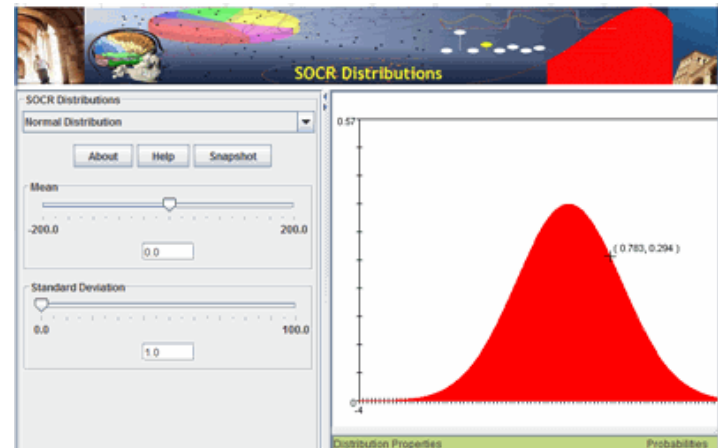 SOCR Distributions
SOCR Distributions
Normal Distribution
About Help Snapshot
Mean
-200.0 200.0
0.0
Standard Deviation
0.0 100.0
1.0
0.57
( 0.783, 0.294 )
0
-4
Distribution Properties Probabilities